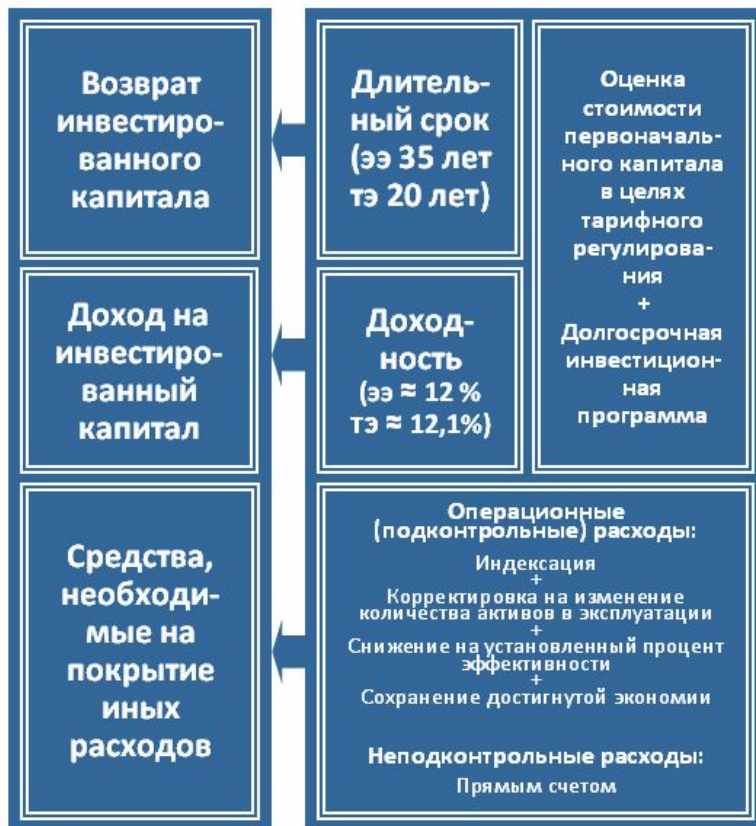 Возврат
инвестиро-
ванного
капитала
Длитель-
ный срок
(ээ 35 лет
тэ 20 лет)
Оценка
стоимости
первоначаль-
ного капитала
в целях
тарифного
регулирова-
ния
+
Долгосрочная
инвестицион-
ная
программа
Доход на
инвестиро-
ванный
капитал
Доход-
ность
(ээ ≈ 12 %
тэ ≈ 12,1%)
Средства,
необходи-
мые на
покрытие
иных
расходов
Операционные
(подконтрольные) расходы:
Индексация
+
Корректировка на изменение
количества активов в эксплуатации
+
Снижение на установленный процент
эффективности
+
Сохранение достигнутой экономии
Неподконтрольные расходы:
Прямым счетом